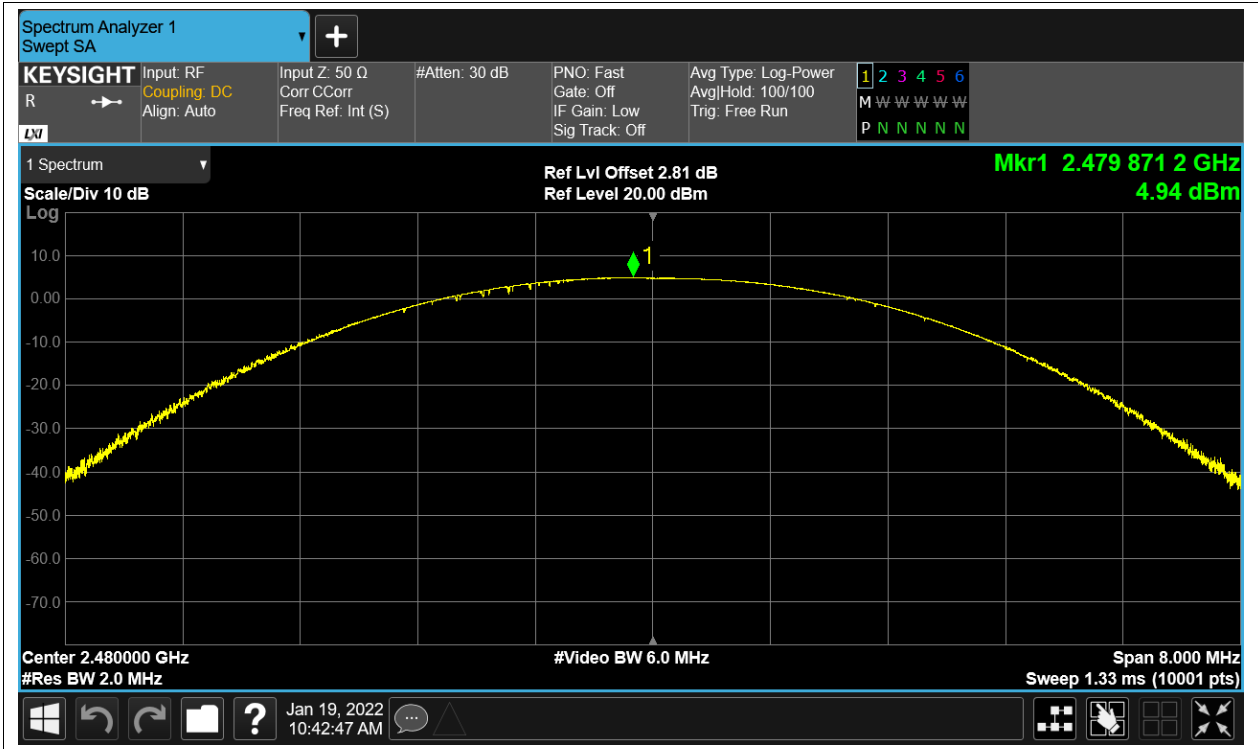 Spectrum Analyzer 1
Swept SA
+
KEYSIGHT
R
LXI
Input: RF
Coupling: DC
Align: Auto
Input Z: 50 Ω
Corr CCorr
Freq Ref: Int (S)
#Atten: 30 dB
PNO: Fast
Gate: Off
IF Gain: Low
Sig Track: Off
Avg Type: Log-Power
Avg|Hold: 100/100
Trig: Free Run
1 2 3 4 5 6
M W W W W W
P N N N N N
1 Spectrum
Scale/Div 10 dB
Log
Ref Lvl Offset 2.81 dB
Ref Level 20.00 dBm
Mkr1 2.479 871 2 GHz
4.94 dBm
1
10.0
0.00
-10.0
-20.0
-30.0
-40.0
-50.0
-60.0
-70.0
Center 2.480000 GHz
#Res BW 2.0 MHz
#Video BW 6.0 MHz
Span 8.000 MHz
Sweep 1.33 ms (10001 pts)
?
Jan 19, 2022
10:42:47 AM